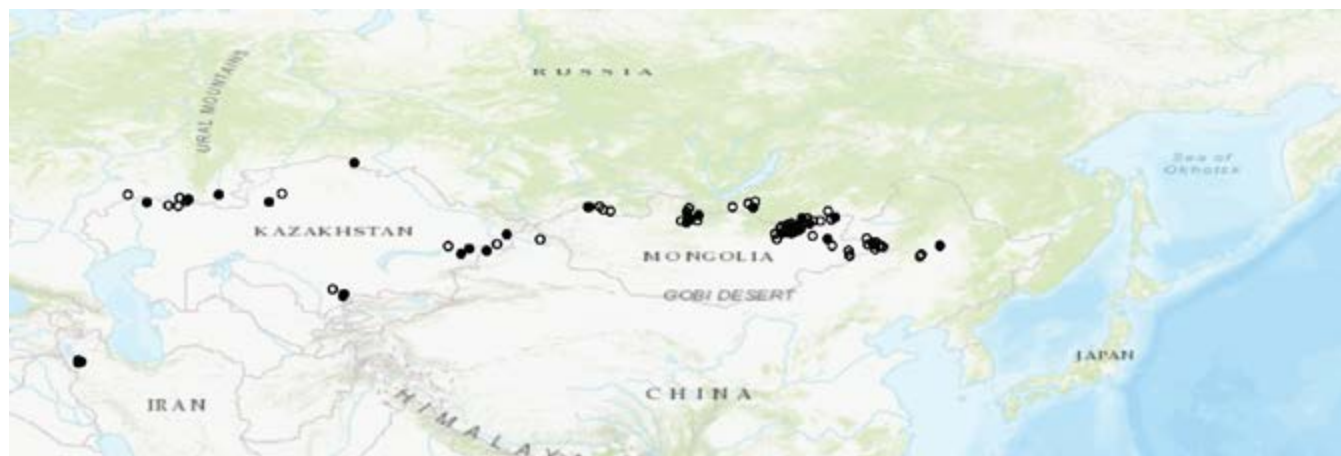 RUSSIA
URAL MOUNTAINS
Sea of
Okhotsk
KAZAKHSTAN
MONGOLIA
GOBI DESERT
JAPAN
IRAN
CHINA
HIMALAYA